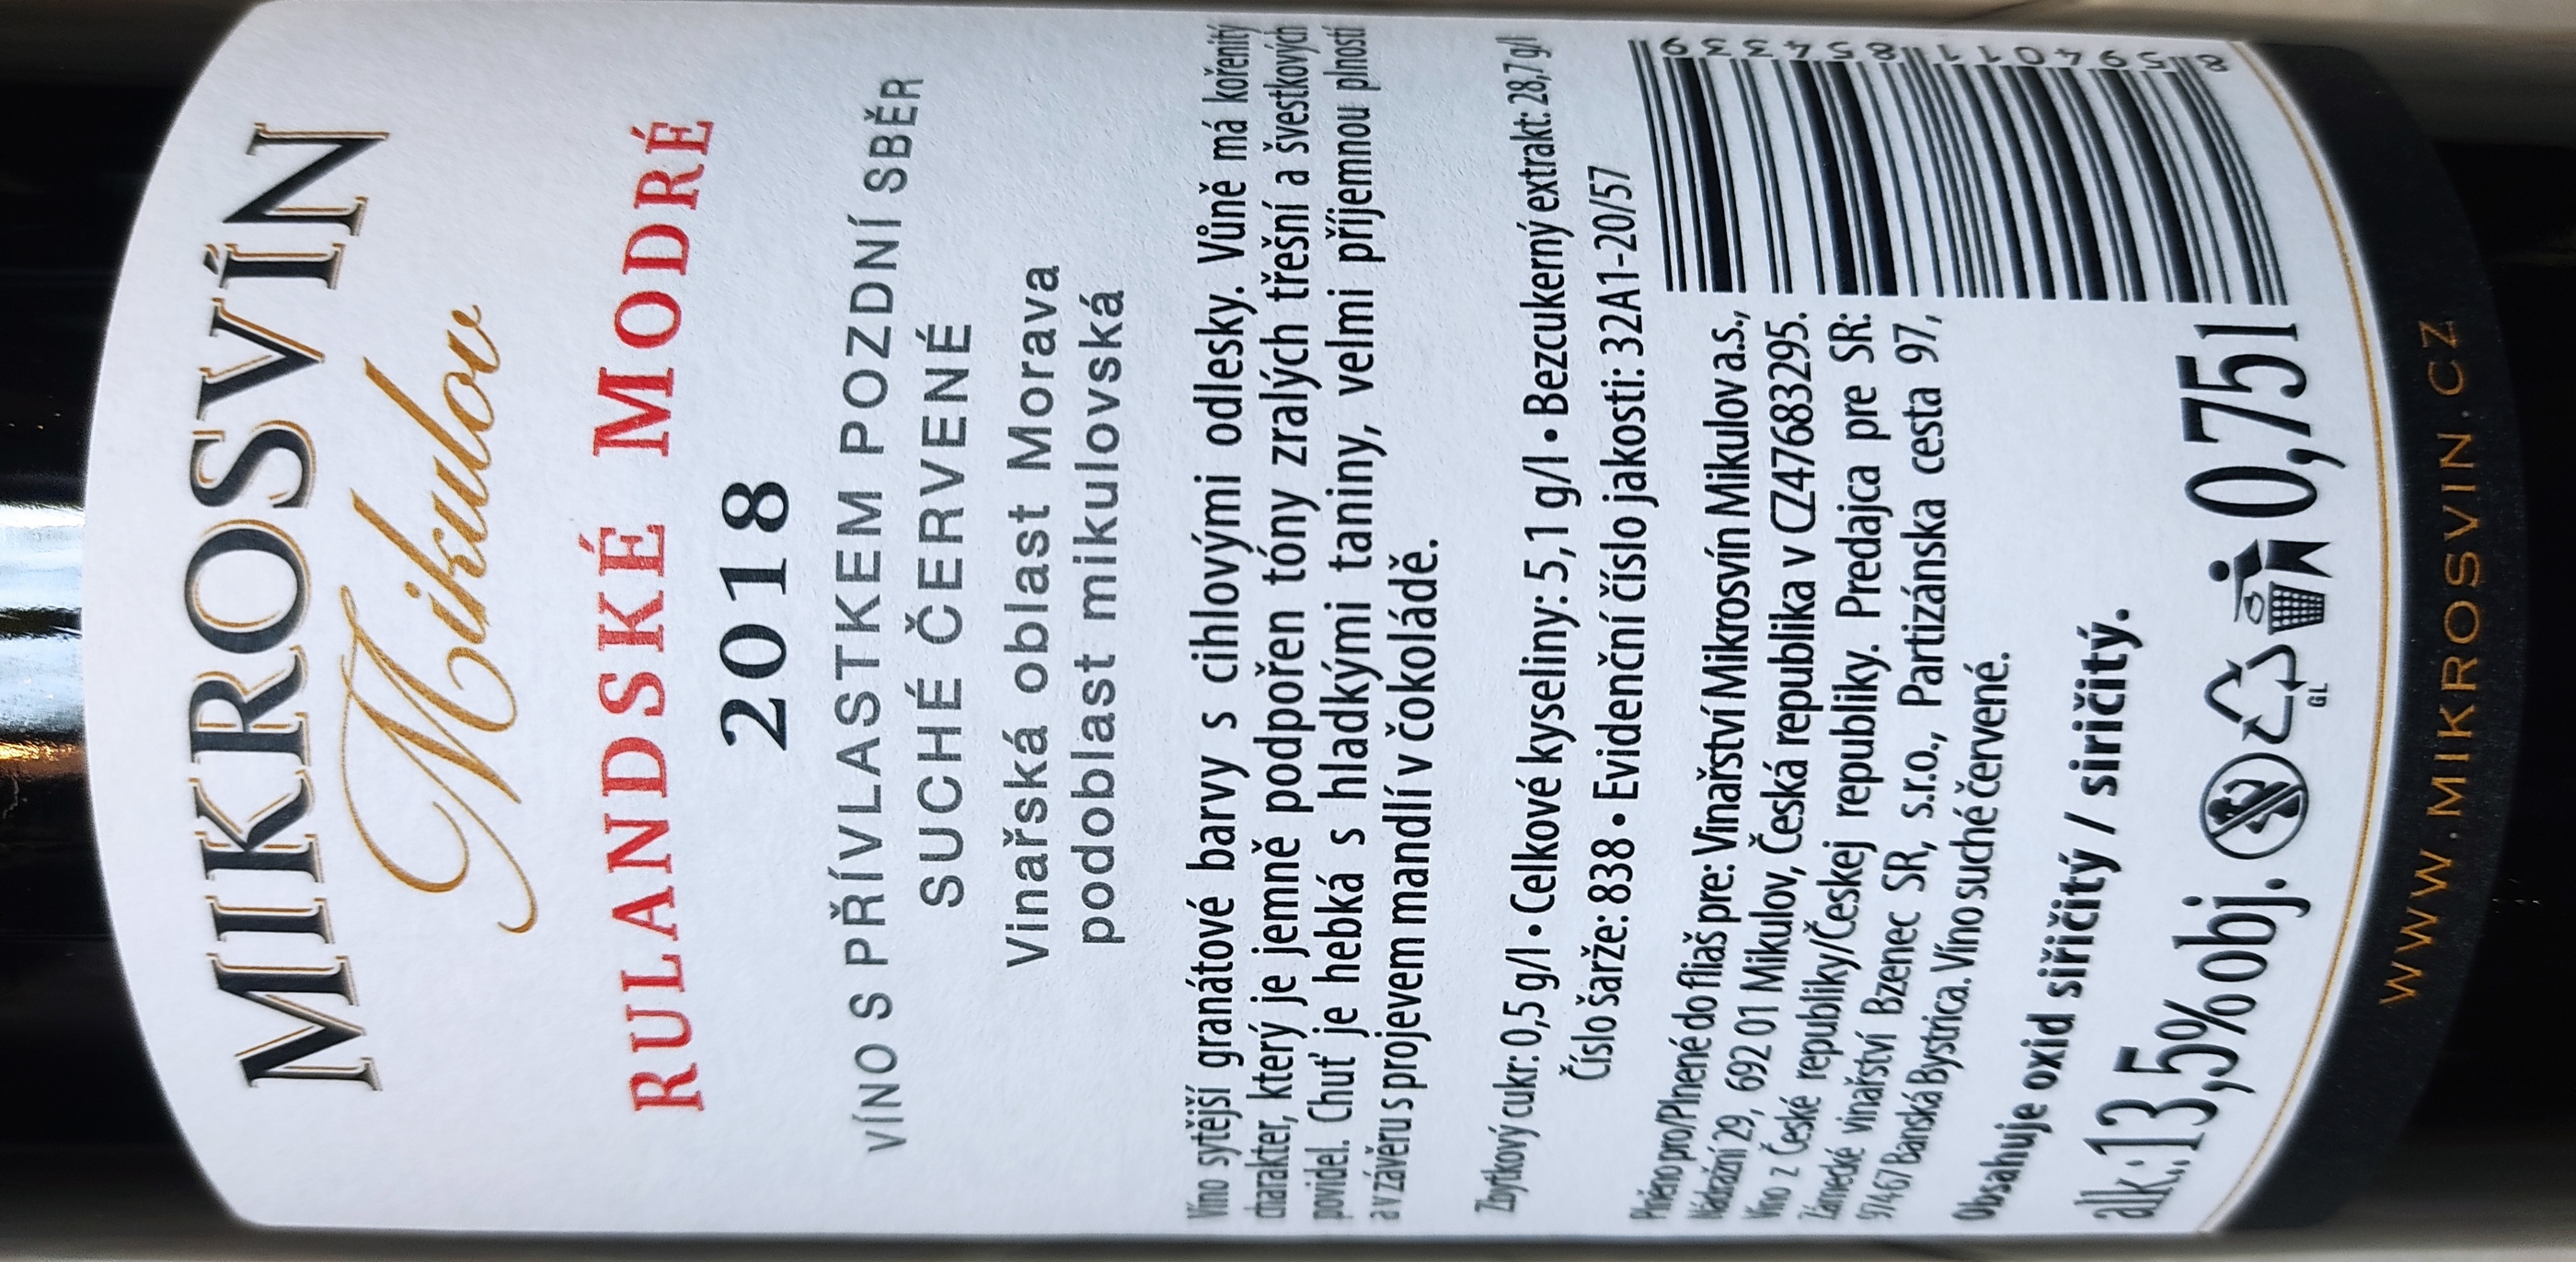 MIKROSVÍN
Mikulov
RULANDSKÉ MODRÉ
2018
VÍNO S PŘÍVLASTKEM POZDNÍ SBĚR
SUCHÉ ČERVENÉ
Vinařská oblast Morava
podoblast mikulovská
Víno sytější granátové barvy s cihlovými odlesky. Vůně má kořenitý
charakter, který je jemně podpořen tóny zralých třešní a švestkových
povidel. Chuť je hebká s hladkými taniny, velmi příjemnou plností
a v závěru s projevem mandlí v čokoládě.
Zbytkový cukr: 0,5 g/l • Celkové kyseliny: 5,1 g/l • Bezcukerný extrakt: 28,7 g/l
Číslo šarže: 838 • Evidenční číslo jakosti: 32A1-20/57
Plněno pro/Plnené do fliaš pre: Vinařství Mikrosvín Mikulov a.s.,
Nádražní 29, 692 01 Mikulov, Česká republika v CZ47683295.
Víno z České republiky/Českej republiky. Predajca pre SR:
Zámecké vinařství Bzenec SR, s.r.o., Partizánska cesta 97,
97467 Banská Bystrica. Víno suché červené.
Obsahuje oxid siřičitý / siričitý.
alk.:13,5% obj. GL 0,75l
8594011854339
WWW.MIKROSVIN.CZ